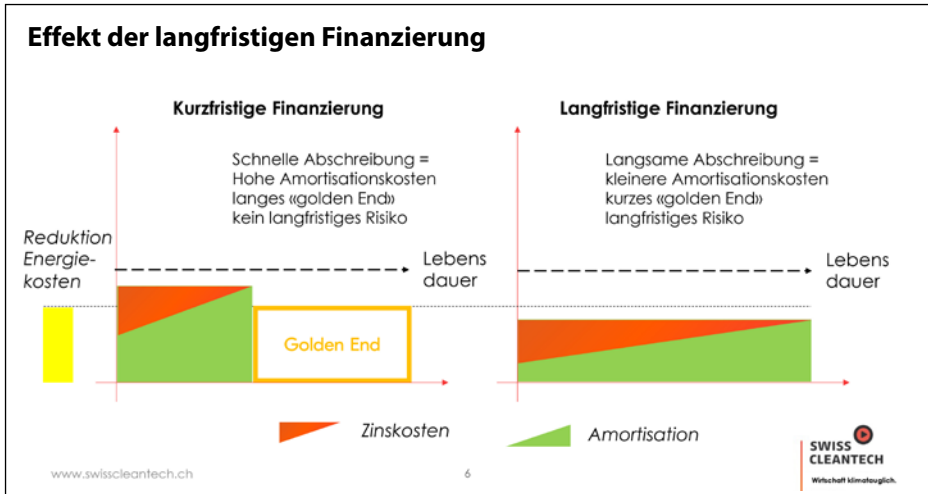 Effekt der langfristigen Finanzierung
Kurzfristige Finanzierung
Schnelle Abschreibung =
Hohe Amortisationskosten
langes «golden End»
kein langfristiges Risiko
Reduktion
Energie-
kosten
Lebens
dauer
Golden End
Langfristige Finanzierung
Langsame Abschreibung =
kleinere Amortisationskosten
kurzes «golden End»
langfristiges Risiko
Lebens
dauer
Zinskosten
Amortisation
www.swisscleantech.ch
6
SWISS
CLEANTECH
Wirtschaft klimatauglich.